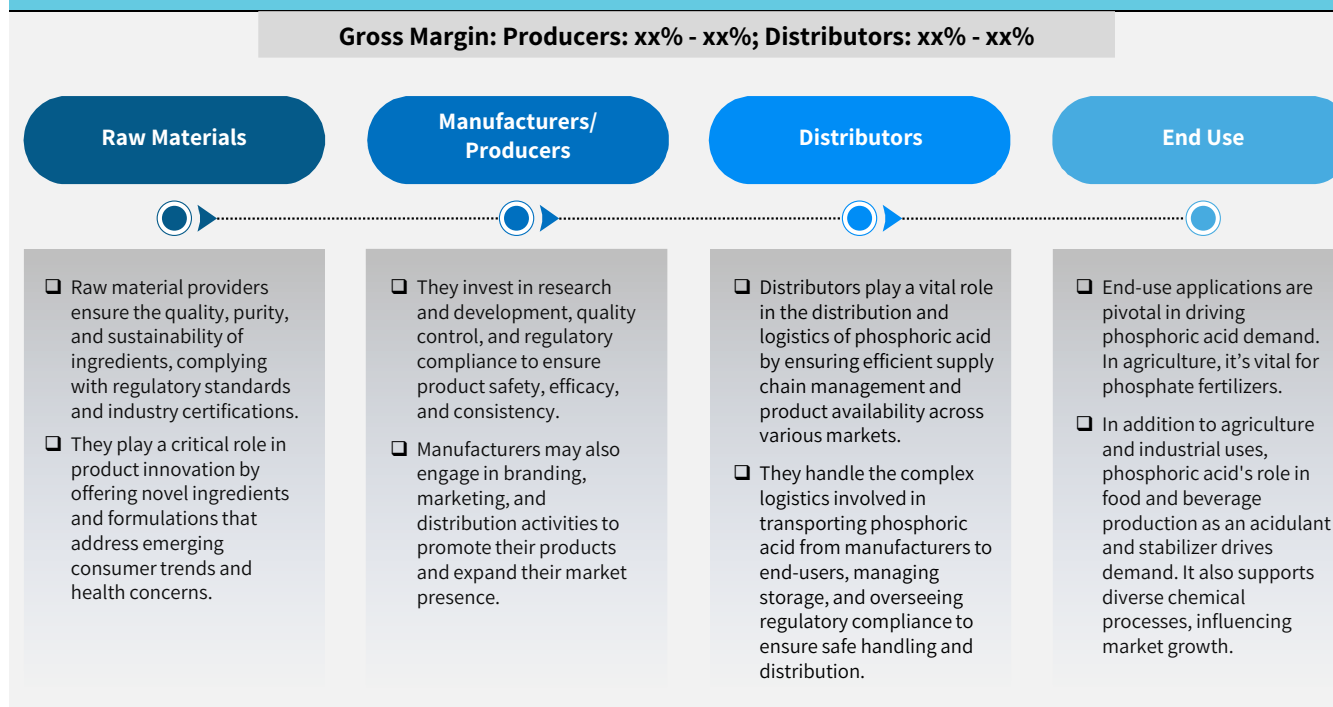 Gross Margin: Producers: xx% - xx%; Distributors: xx% - xx%
Raw Materials
Manufacturers/
Producers
Distributors
End Use
❑ Raw material providers
ensure the quality, purity,
and sustainability of
ingredients, complying
with regulatory standards
and industry certifications.
❑ They play a critical role in
product innovation by
offering novel ingredients
and formulations that
address emerging
consumer trends and
health concerns.
❑ They invest in research
and development, quality
control, and regulatory
compliance to ensure
product safety, efficacy,
and consistency.
❑ Manufacturers may also
engage in branding,
marketing, and
distribution activities to
promote their products
and expand their market
presence.
❑ Distributors play a vital role
in the distribution and
logistics of phosphoric acid
by ensuring efficient supply
chain management and
product availability across
various markets.
❑ They handle the complex
logistics involved in
transporting phosphoric
acid from manufacturers to
end-users, managing
storage, and overseeing
regulatory compliance to
ensure safe handling and
distribution.
❑ End-use applications are
pivotal in driving
phosphoric acid demand.
In agriculture, it’s vital for
phosphate fertilizers.
❑ In addition to agriculture
and industrial uses,
phosphoric acid's role in
food and beverage
production as an acidulant
and stabilizer drives
demand. It also supports
diverse chemical
processes, influencing
market growth.